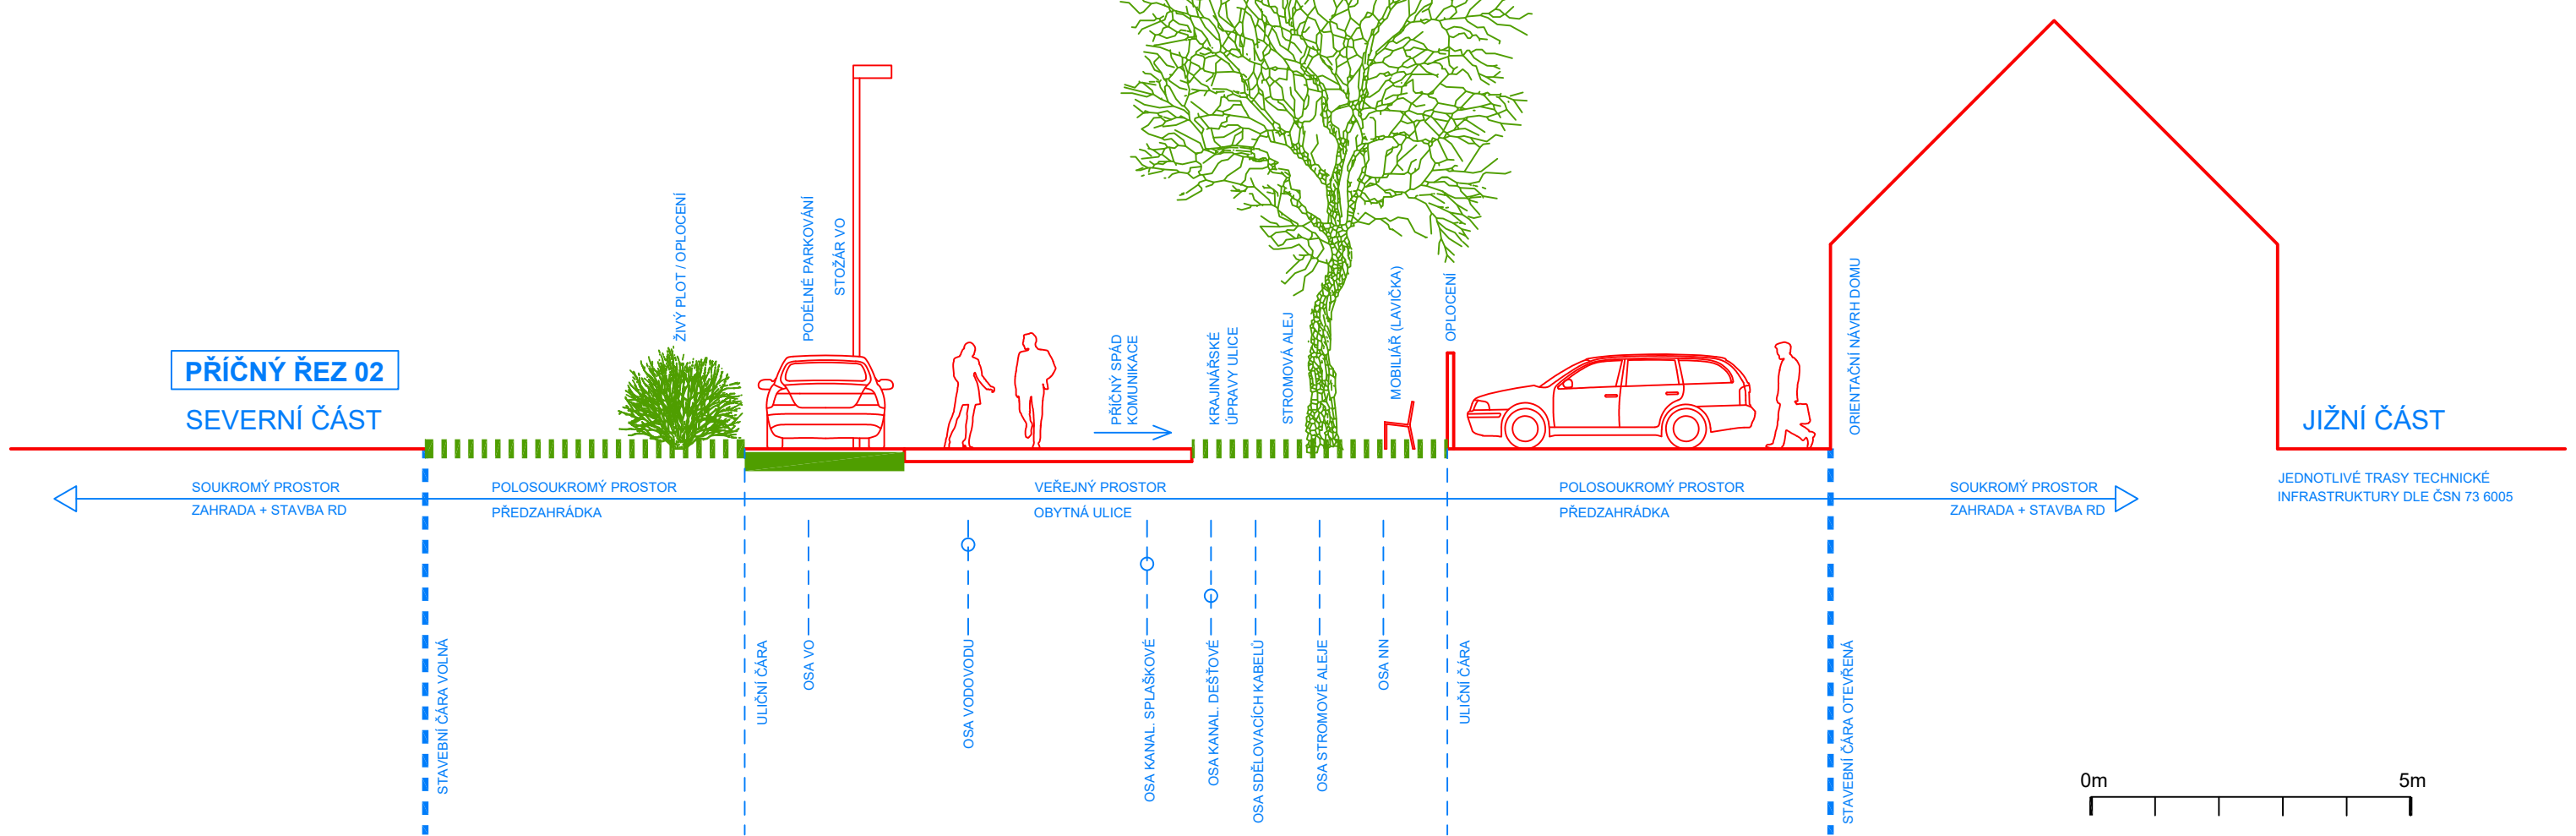 PŘÍČNÝ ŘEZ 02
SEVERNÍ ČÁST
ŽIVÝ PLOT / OPLOCENÍ
PODÉLNÉ PARKOVÁNÍ
STOŽÁR VO
PŘÍČNÝ SPÁD
KOMUNIKACE
KRAJINÁŘSKÉ
ÚPRAVY ULICE
STROMOVÁ ALEJ
MOBILIÁŘ (LAVIČKA)
OPLOCENÍ
ORIENTAČNÍ NÁVRH DOMU
JIŽNÍ ČÁST
SOUKROMÝ PROSTOR
ZAHRADA + STAVBA RD
POLOSOUKROMÝ PROSTOR
PŘEDZAHRÁDKA
VEŘEJNÝ PROSTOR
OBYTNÁ ULICE
POLOSOUKROMÝ PROSTOR
PŘEDZAHRÁDKA
SOUKROMÝ PROSTOR
ZAHRADA + STAVBA RD
JEDNOTLIVÉ TRASY TECHNICKÉ
INFRASTRUKTURY DLE ČSN 73 6005
STAVEBNÍ ČÁRA VOLNÁ
ULIČNÍ ČÁRA
OSA VO
OSA VODOVODU
OSA KANAL. SPLAŠKOVÉ
OSA KANAL. DEŠŤOVÉ
OSA SDĚLOVACÍCH KABELŮ
OSA STROMOVÉ ALEJE
OSA NN
ULIČNÍ ČÁRA
STAVEBNÍ ČÁRA OTEVŘENÁ
0m 5m